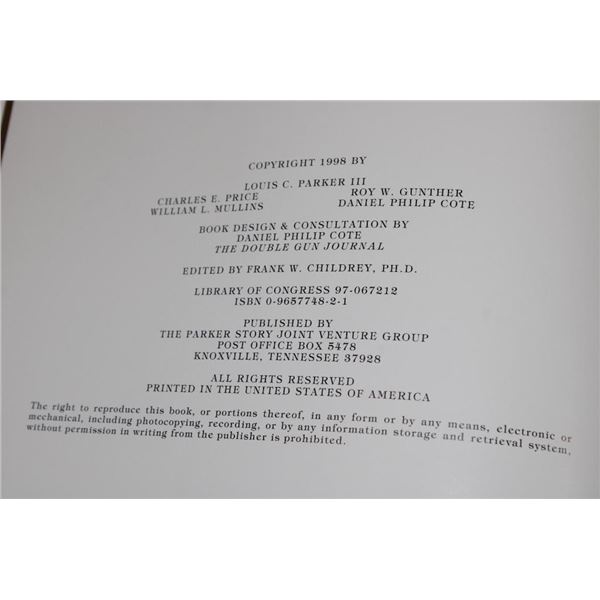 COPYRIGHT 1998 BY
LOUIS C. PARKER III
CHARLES E. PRICE ROY W. GUNTHER
WILLIAM L. MULLINS DANIEL PHILIP COTE
BOOK DESIGN & CONSULTATION BY
DANIEL PHILIP COTE
THE DOUBLE GUN JOURNAL
EDITED BY FRANK W. CHILDREY, PH.D.
LIBRARY OF CONGRESS 97-067212
ISBN 0-9657748-2-1
PUBLISHED BY
THE PARKER STORY JOINT VENTURE GROUP
POST OFFICE BOX 5478
KNOXVILLE, TENNESSEE 37928
ALL RIGHTS RESERVED
PRINTED IN THE UNITED STATES OF AMERICA
The right to reproduce this book, or portions thereof, in any form or by any means, electronic or
mechanical, including photocopying, recording, or by any information storage and retrieval system,
without permission in writing from the publisher is prohibited.